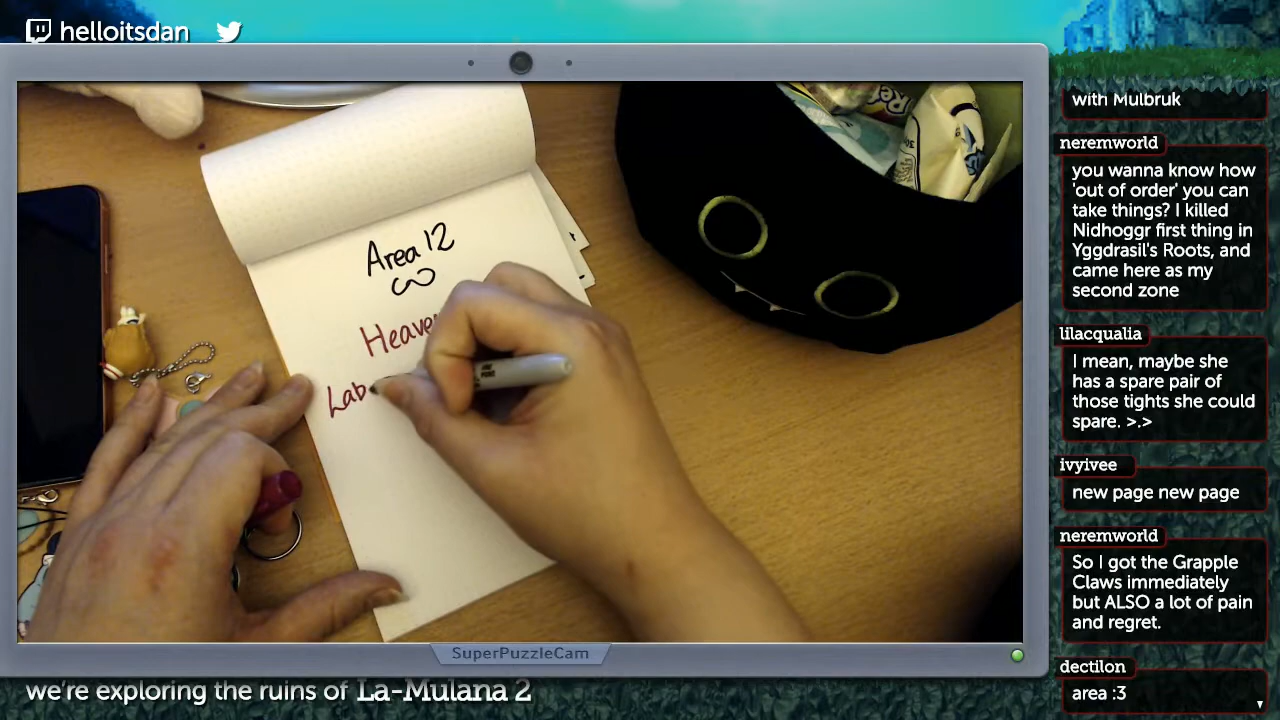 helloitsdan
Area 12
Lab
SuperPuzzleCam
we're exploring the ruins of La-Mulana 2
with Mulbruk
neremworld
you wanna know how
'out of order' you can
take things? I killed
Nidhoggr first thing in
Yggdrasil's Roots, and
came here as my
second zone
lilacqualia
I mean, maybe she
has a spare pair of
those tights she could
spare. >.>
ivyivee
new page new page
neremworld
So I got the Grapple
Claws immediately
but ALSO a lot of pain
and regret.
dectilon
area :3